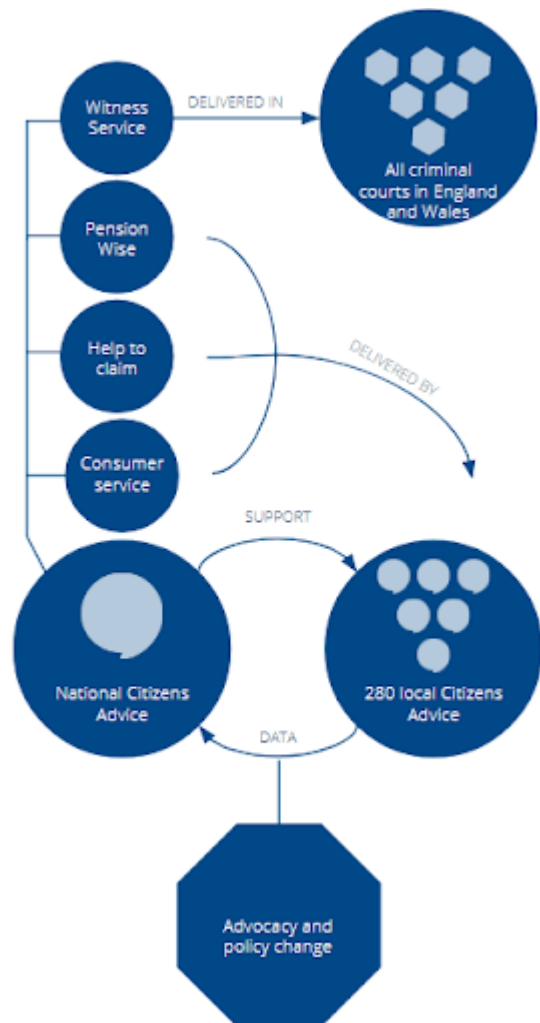 Witness
Service
DELIVERED IN
All criminal
courts in England
and Wales
Pension
Wise
Help to
claim
DELIVERED BY
Consumer
service
SUPPORT
National Citizens
Advice
280 local Citizens
Advice
DATA
Advocacy and
policy change